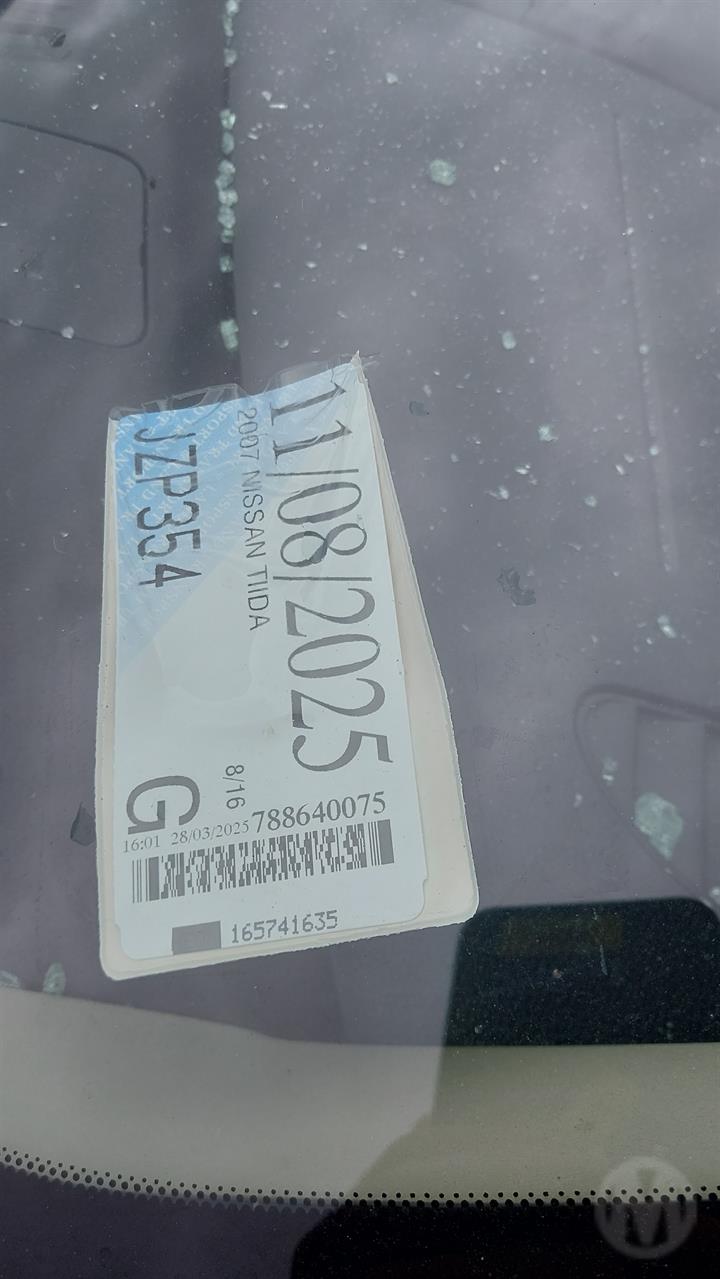 11/08/2025
2007 NISSAN TIIDA
8/16
JZP354
G
16:01 28/03/2025 788640075
165741635